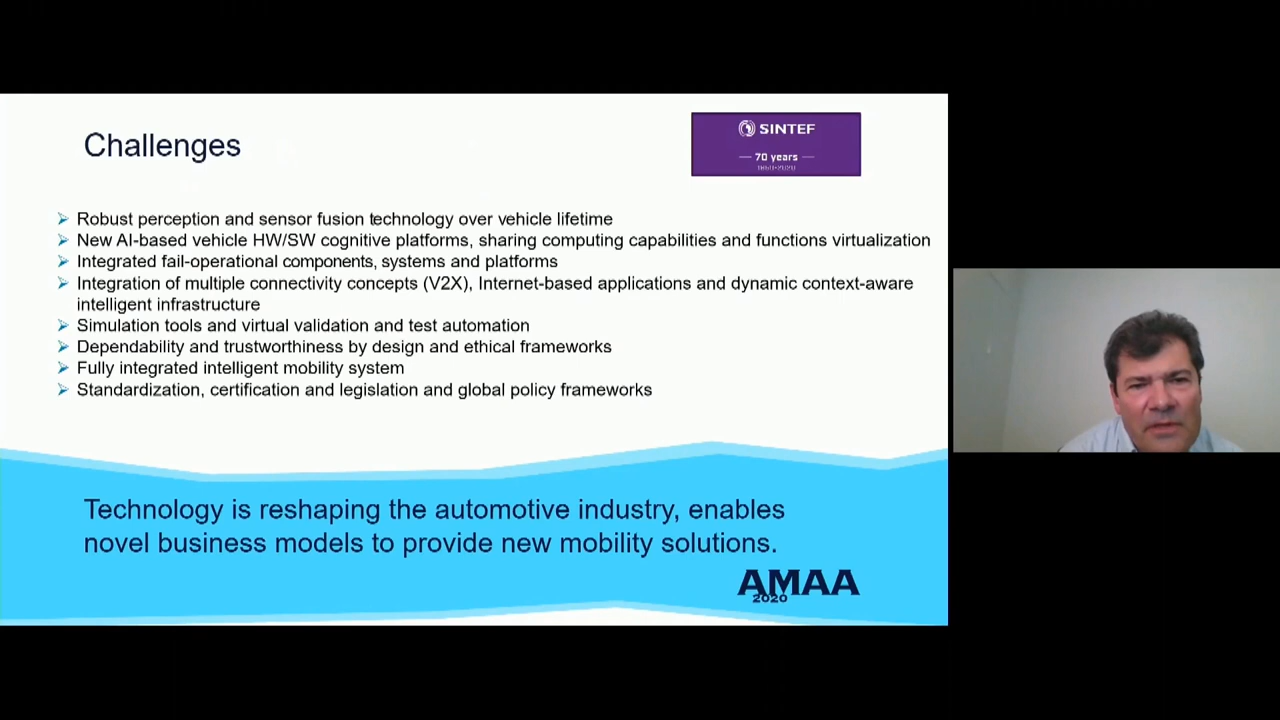 Challenges
SINTEF
70 years
1950-2020
Robust perception and sensor fusion technology over vehicle lifetime
New AI-based vehicle HW/SW cognitive platforms, sharing computing capabilities and functions virtualization
Integrated fail-operational components, systems and platforms
Integration of multiple connectivity concepts (V2X), Internet-based applications and dynamic context-aware
intelligent infrastructure
Simulation tools and virtual validation and test automation
Dependability and trustworthiness by design and ethical frameworks
Fully integrated intelligent mobility system
Standardization, certification and legislation and global policy frameworks
Technology is reshaping the automotive industry, enables
novel business models to provide new mobility solutions.
AMAA
2020